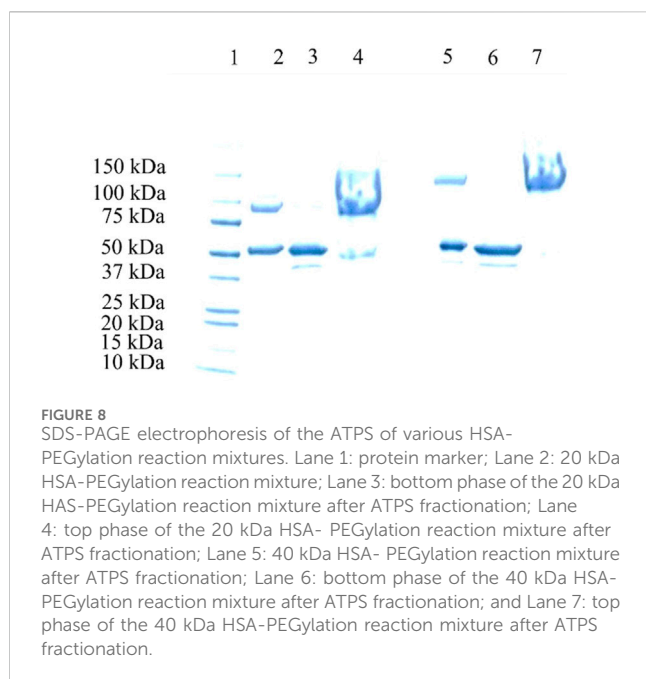 1 2 3 4 5 6 7
150 kDa
100 kDa
75 kDa
50 kDa
37 kDa
25 kDa
20 kDa
15 kDa
10 kDa
FIGURE 8
SDS-PAGE electrophoresis of the ATPS of various HSA-
PEGylation reaction mixtures. Lane 1: protein marker; Lane 2: 20 kDa
HSA-PEGylation reaction mixture; Lane 3: bottom phase of the 20 kDa
HAS-PEGylation reaction mixture after ATPS fractionation; Lane
4: top phase of the 20 kDa HSA- PEGylation reaction mixture after
ATPS fractionation; Lane 5: 40 kDa HSA- PEGylation reaction mixture
after ATPS fractionation; Lane 6: bottom phase of the 40 kDa HSA-
PEGylation reaction mixture after ATPS fractionation; and Lane 7: top
phase of the 40 kDa HSA-PEGylation reaction mixture after ATPS
fractionation.